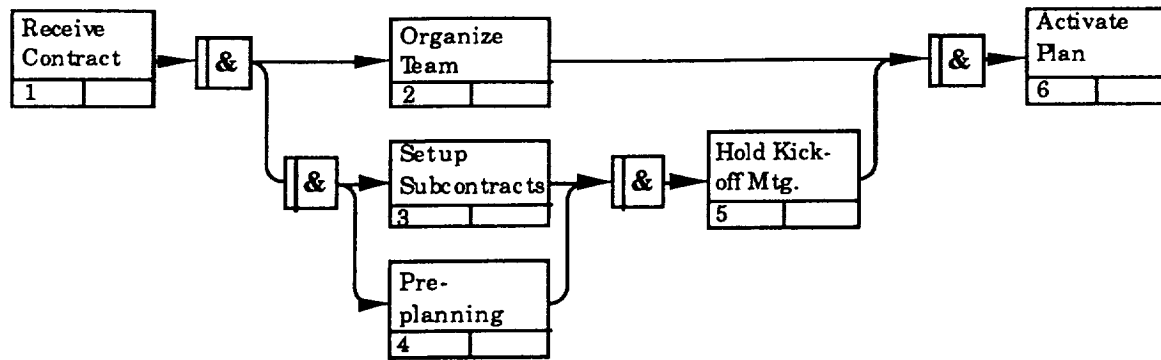 Receive
Contract
1
&
Organize
Team
2
&
Activate
Plan
6
&
Setup
Subcontracts
3
&
Hold Kick-
off Mtg.
5
Pre-
planning
4